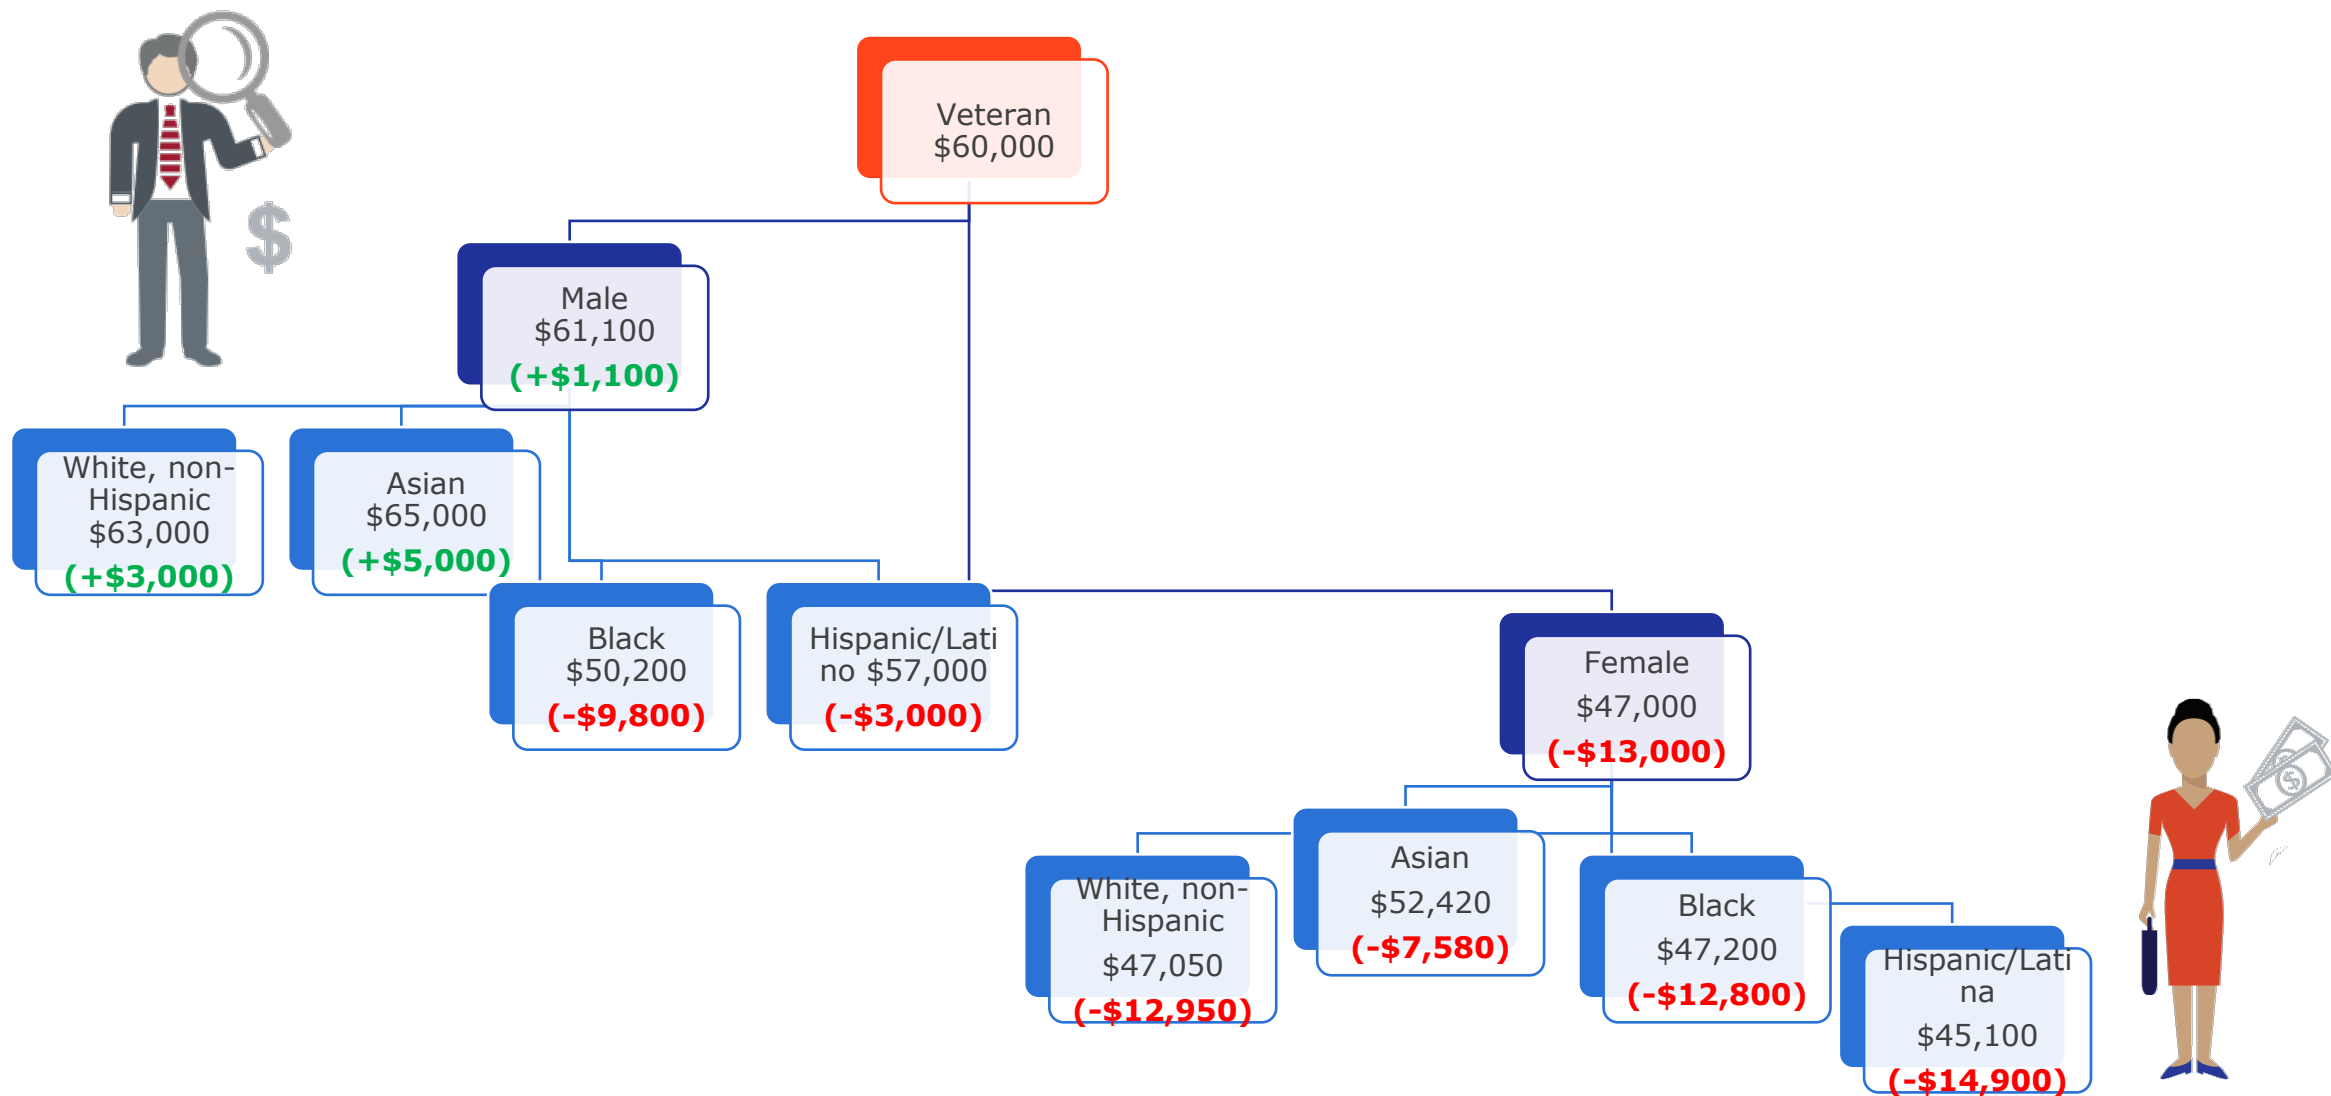 Veteran
$60,000
Male
$61,100
(+$1,100)
White, non-
Hispanic
$63,000
(+$3,000)
Asian
$65,000
(+$5,000)
Black
$50,200
(-$9,800)
Hispanic/Lati
no $57,000
(-$3,000)
Female
$47,000
(-$13,000)
White, non-
Hispanic
$47,050
(-$12,950)
Asian
$52,420
(-$7,580)
Black
$47,200
(-$12,800)
Hispanic/Lati
na
$45,100
(-$14,900)
$
$